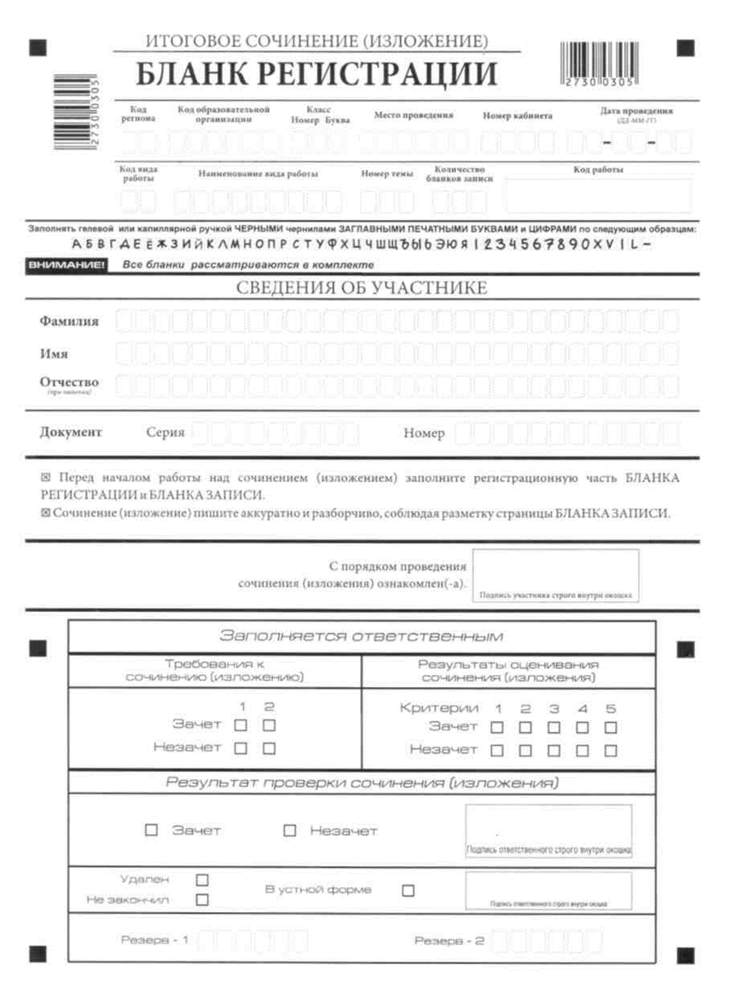 ИТОГОВОЕ СОЧИНЕНИЕ (ИЗЛОЖЕНИЕ)
БЛАНК РЕГИСТРАЦИИ
2730 0305
2730 0305
Код региона
Код образовательной организации
Класс Номер Буква
Место проведения
Номер кабинета
Дата проведения (ДД-ММ-ГГ)
- -
Код вида работы
Наименование вида работы
Номер темы
Количество бланков записи
Код работы
Заполнять гелевой или капиллярной ручкой ЧЕРНЫМИ чернилами ЗАГЛАВНЫМИ ПЕЧАТНЫМИ БУКВАМИ и ЦИФРАМИ по следующим образцам:
АБВГДЕЁЖЗИЙКЛМНОПРСТУФХЦЧШЩЪЫЬЭЮЯ1234567890XVIL-
ВНИМАНИЕ! Все бланки рассматриваются в комплекте
СВЕДЕНИЯ ОБ УЧАСТНИКЕ
Фамилия
Имя
Отчество
(при наличии)
Документ Серия Номер
☒ Перед началом работы над сочинением (изложением) заполните регистрационную часть БЛАНКА
РЕГИСТРАЦИИ и БЛАНКА ЗАПИСИ.
☒ Сочинение (изложение) пишите аккуратно и разборчиво, соблюдая разметку страницы БЛАНКА ЗАПИСИ.
С порядком проведения
сочинения (изложения) ознакомлен(-а).
Подпись участника строго внутри окошка
Заполняется ответственным
Требования к
сочинению (изложению)
1 2
Зачет
Незачет
Результаты оценивания
сочинения (изложения)
Критерии 1 2 3 4 5
Зачет
Незачет
Результат проверки сочинения (изложения)
Зачет Незачет
Подпись ответственного строго внутри окошка
Удален
Не закончил
В устной форме
Подпись ответственного строго внутри окошка
Резерв - 1 Резерв - 2